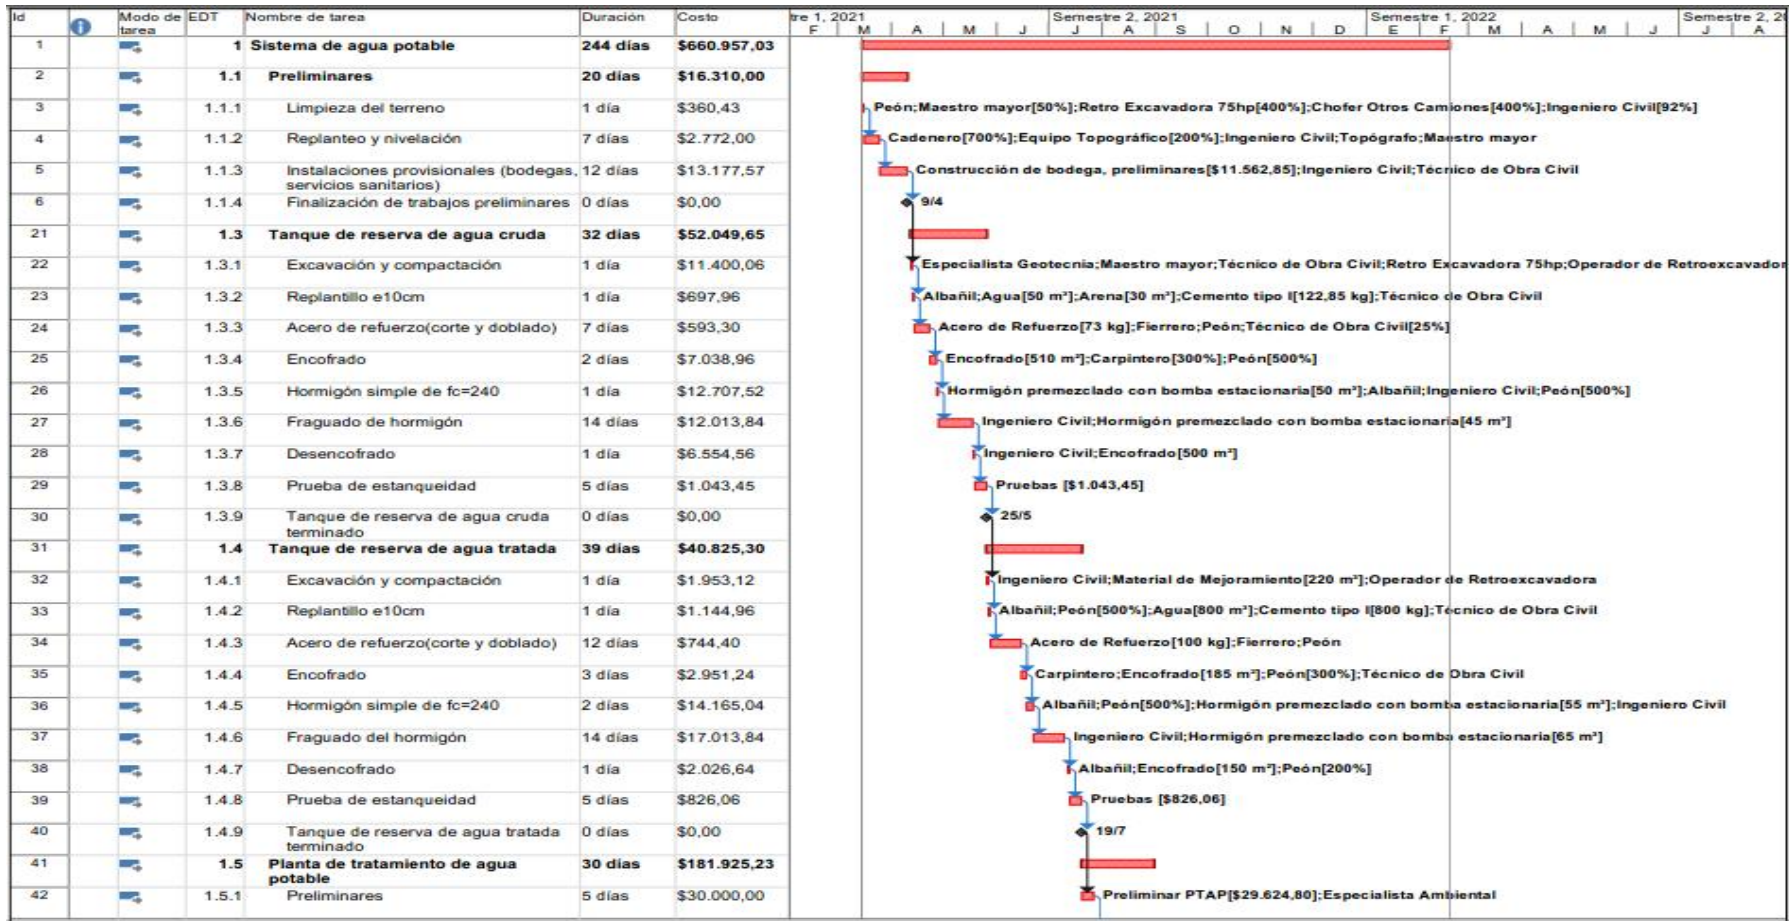 Id Modo de tarea EDT Nombre de tarea Duración Costo
tre 1, 2021 Semestre 2, 2021 Semestre 1, 2022 Semestre 2, 2
F M A M J J A S O N D E F M A M J J A
1 1 Sistema de agua potable 244 días $660.957,03
2 1.1 Preliminares 20 días $16.310,00
3 1.1.1 Limpieza del terreno 1 día $360,43 Peón;Maestro mayor[50%];Retro Excavadora 75hp[400%];Chofer Otros Camiones[400%];Ingeniero Civil[92%]
4 1.1.2 Replanteo y nivelación 7 días $2.772,00 Cadenero[700%];Equipo Topográfico[200%];Ingeniero Civil;Topógrafo;Maestro mayor
5 1.1.3 Instalaciones provisionales (bodegas, 12 días $13.177,57 Construcción de bodega, preliminares[$11.562,85];Ingeniero Civil;Técnico de Obra Civil
servicios sanitarios)
6 1.1.4 Finalización de trabajos preliminares 0 días $0,00 9/4
21 1.3 Tanque de reserva de agua cruda 32 días $52.049,65
22 1.3.1 Excavación y compactación 1 día $11.400,06 Especialista Geotecnia;Maestro mayor;Técnico de Obra Civil;Retro Excavadora 75hp;Operador de Retroexcavador
23 1.3.2 Replantillo e10cm 1 día $697,96 Albañil;Agua[50 m³];Arena[30 m³];Cemento tipo I[122,85 kg];Técnico de Obra Civil
24 1.3.3 Acero de refuerzo(corte y doblado) 7 días $593,30 Acero de Refuerzo[73 kg];Fierrero;Peón;Técnico de Obra Civil[25%]
25 1.3.4 Encofrado 2 días $7.038,96 Encofrado[510 m²];Carpintero[300%];Peón[500%]
26 1.3.5 Hormigón simple de fc=240 1 día $12.707,52 Hormigón premezclado con bomba estacionaria[50 m³];Albañil;Ingeniero Civil;Peón[500%]
27 1.3.6 Fraguado de hormigón 14 días $12.013,84 Ingeniero Civil;Hormigón premezclado con bomba estacionaria[45 m³]
28 1.3.7 Desencofrado 1 día $6.554,56 Ingeniero Civil;Encofrado[500 m²]
29 1.3.8 Prueba de estanqueidad 5 días $1.043,45 Pruebas [$1.043,45]
30 1.3.9 Tanque de reserva de agua cruda 0 días $0,00 25/5
terminado
31 1.4 Tanque de reserva de agua tratada 39 días $40.825,30
32 1.4.1 Excavación y compactación 1 día $1.953,12 Ingeniero Civil;Material de Mejoramiento[220 m³];Operador de Retroexcavadora
33 1.4.2 Replantillo e10cm 1 día $1.144,96 Albañil;Peón[500%];Agua[800 m³];Cemento tipo I[800 kg];Técnico de Obra Civil
34 1.4.3 Acero de refuerzo(corte y doblado) 12 días $744,40 Acero de Refuerzo[100 kg];Fierrero;Peón
35 1.4.4 Encofrado 3 días $2.951,24 Carpintero;Encofrado[185 m²];Peón[300%];Técnico de Obra Civil
36 1.4.5 Hormigón simple de fc=240 2 días $14.165,04 Albañil;Peón[500%];Hormigón premezclado con bomba estacionaria[55 m³];Ingeniero Civil
37 1.4.6 Fraguado del hormigón 14 días $17.013,84 Ingeniero Civil;Hormigón premezclado con bomba estacionaria[65 m³]
38 1.4.7 Desencofrado 1 día $2.026,64 Albañil;Encofrado[150 m²];Peón[200%]
39 1.4.8 Prueba de estanqueidad 5 días $826,06 Pruebas [$826,06]
40 1.4.9 Tanque de reserva de agua tratada 0 días $0,00 19/7
terminado
41 1.5 Planta de tratamiento de agua 30 días $181.925,23
potable
42 1.5.1 Preliminares 5 días $30.000,00 Preliminar PTAP[$29.624,80];Especialista Ambiental